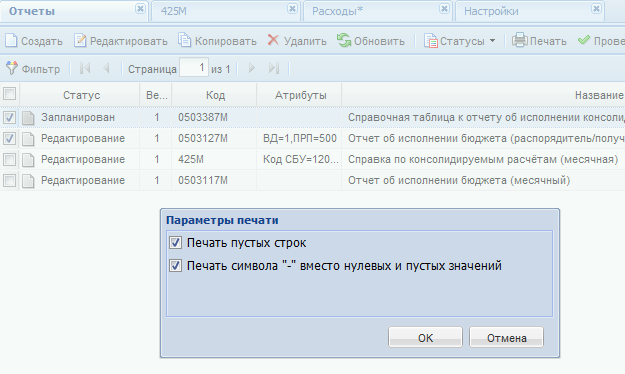 Отчеты 425М Расходы* Настройки
Создать Редактировать Копировать Удалить Обновить Статусы Печать Прове
Фильтр Страница 1 из 1
Статус Ве... Код Атрибуты Название
Запланирован 1 0503387М Справочная таблица к отчету об исполнении консолид
Редактирование 1 0503127М ВД=1,ПРП=500 Отчет об исполнении бюджета (распорядитель/получ
Редактирование 1 425М Код СБУ=120... Справка по консолидируемым расчётам (месячная)
Редактирование 1 0503117М Отчет об исполнении бюджета (месячный)
Параметры печати
Печать пустых строк
Печать символа "-" вместо нулевых и пустых значений
ОК Отмена